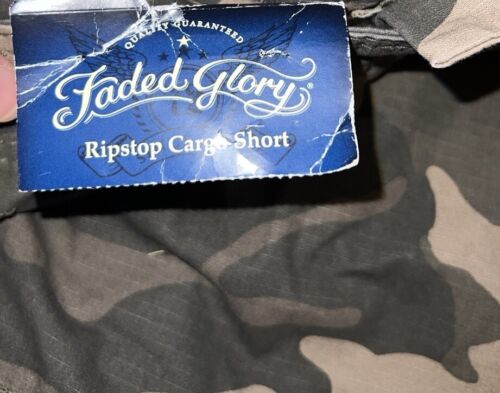 QUALITY GUARANTEED
Faded Glory®
Ripstop Cargo Short